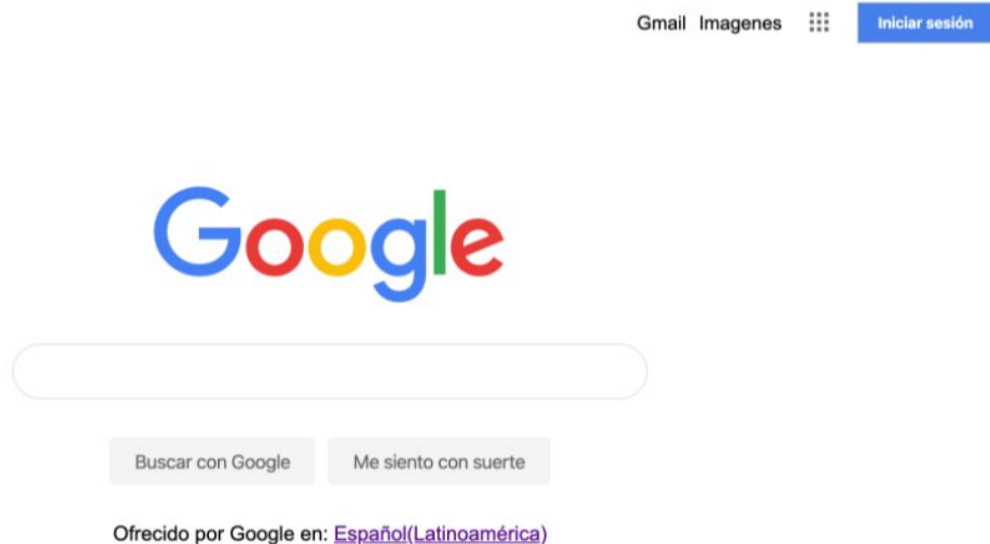 Gmail Imagenes Iniciar sesión
Google
Buscar con Google Me siento con suerte
Ofrecido por Google en: Español(Latinoamérica)